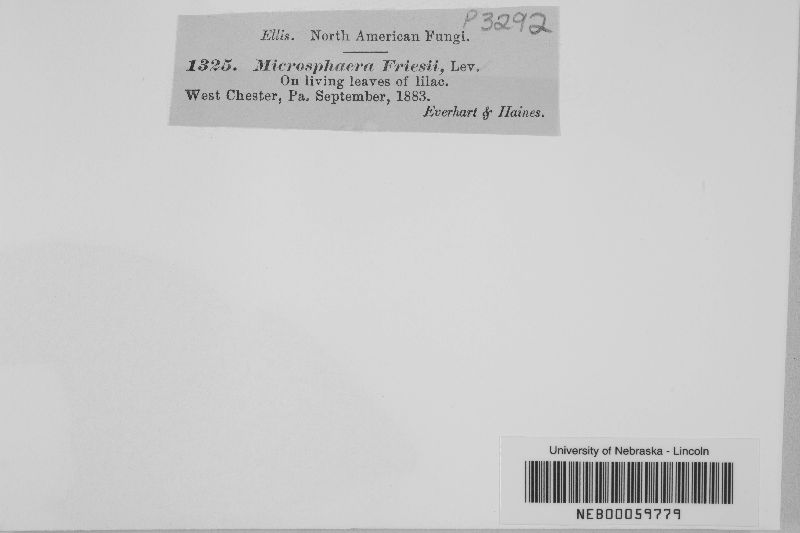 P3292
Ellis. North American Fungi.
1325. Microsphaera Friesii, Lev.
On living leaves of lilac.
West Chester, Pa. September, 1883.
Everhart & Haines.
University of Nebraska - Lincoln
NEB00059779